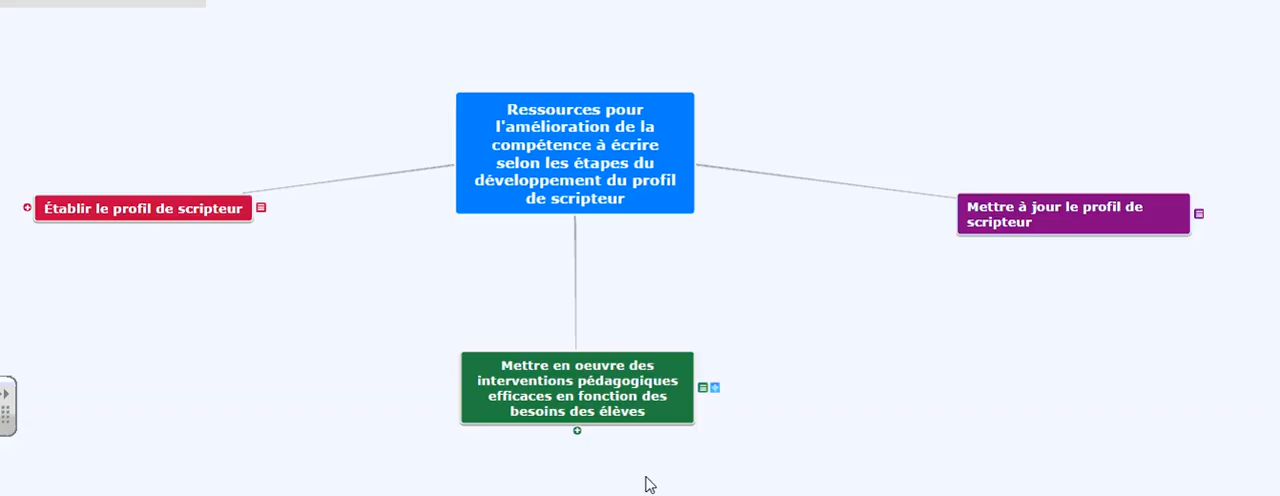 Ressources pour
l'amélioration de la
compétence à écrire
selon les étapes du
développement du profil
de scripteur
Établir le profil de scripteur
Mettre à jour le profil de
scripteur
Mettre en oeuvre des
interventions pédagogiques
efficaces en fonction des
besoins des élèves